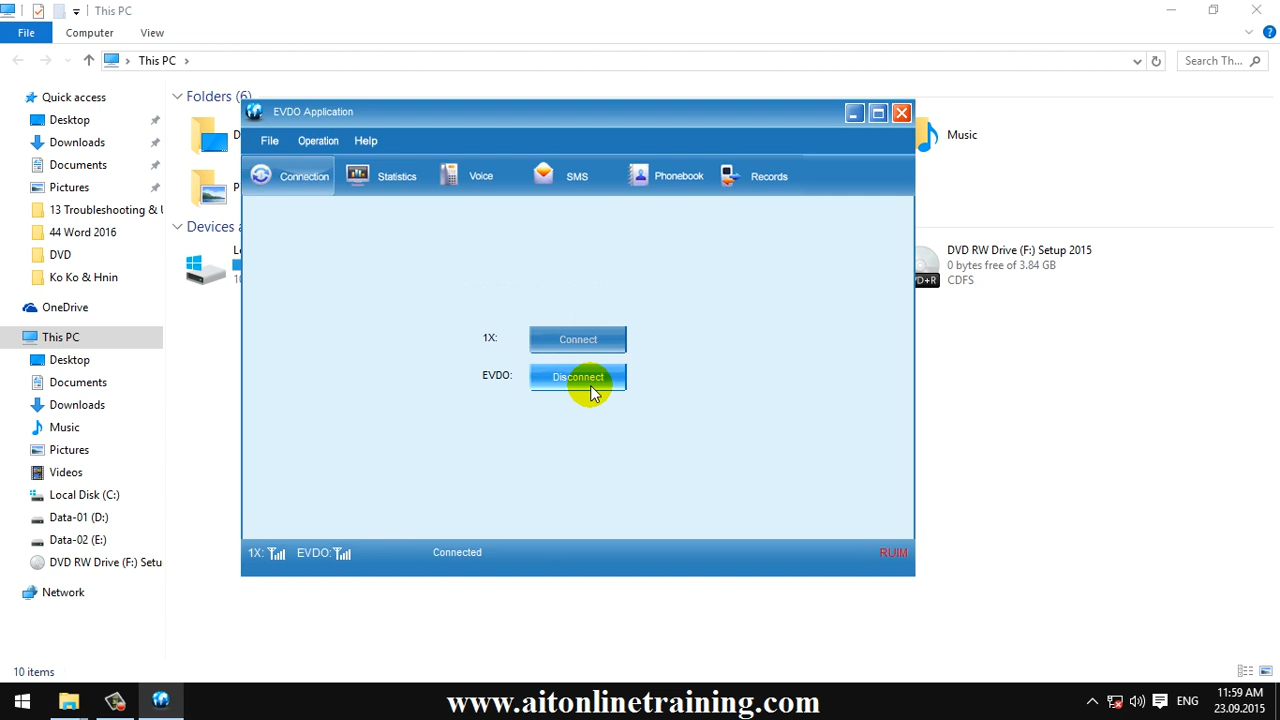 This PC
File
Computer
View
This PC
Search Th...
Quick access
Desktop
Downloads
Documents
Pictures
13 Troubleshooting & U
44 Word 2016
DVD
Ko Ko & Hnin
OneDrive
This PC
Desktop
Documents
Downloads
Music
Pictures
Videos
Local Disk (C:)
Data-01 (D:)
Data-02 (E:)
DVD RW Drive (F:) Setu
Network
Folders (6)
D
Music
P
Devices a
L
DVD RW Drive (F:) Setup 2015
0 bytes free of 3.84 GB
CDFS
EVDO Application
File
Operation
Help
Connection
Statistics
Voice
SMS
Phonebook
Records
1X:
Connect
EVDO:
Disconnect
1X:
EVDO:
Connected
RUIM
10 items
www.aitonlinetraining.com
ENG
11:59 AM
23.09.2015